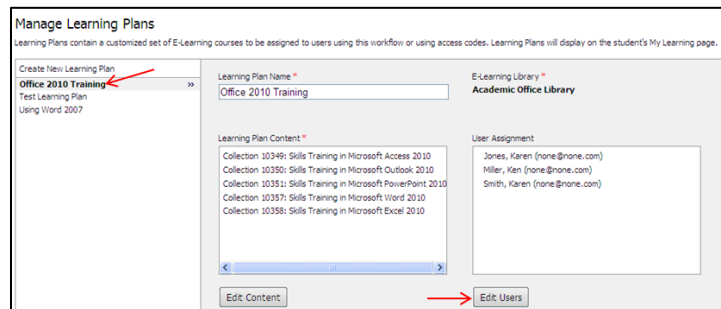 Manage Learning Plans
Learning Plans contain a customized set of E-Learning courses to be assigned to users using this workflow or using access codes. Learning Plans will display on the student's My Learning page.
Create New Learning Plan
Office 2010 Training »
Test Learning Plan
Using Word 2007
Learning Plan Name *
Office 2010 Training
E-Learning Library *
Academic Office Library
Learning Plan Content *
Collection 10349: Skills Training in Microsoft Access 2010
Collection 10350: Skills Training in Microsoft Outlook 2010
Collection 10351: Skills Training in Microsoft PowerPoint 2010
Collection 10357: Skills Training in Microsoft Word 2010
Collection 10358: Skills Training in Microsoft Excel 2010
Edit Content
User Assignment
Jones, Karen (none@none.com)
Miller, Ken (none@none.com)
Smith, Karen (none@none.com)
Edit Users